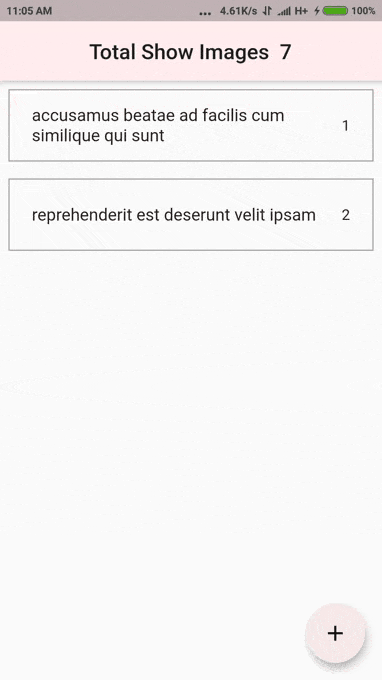 11:05 AM ... 4.61K/s H+ 100%
Total Show Images 7
accusamus beatae ad facilis cum
similique qui sunt
1
reprehenderit est deserunt velit ipsam 2
+